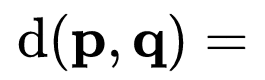 d(p, q) =